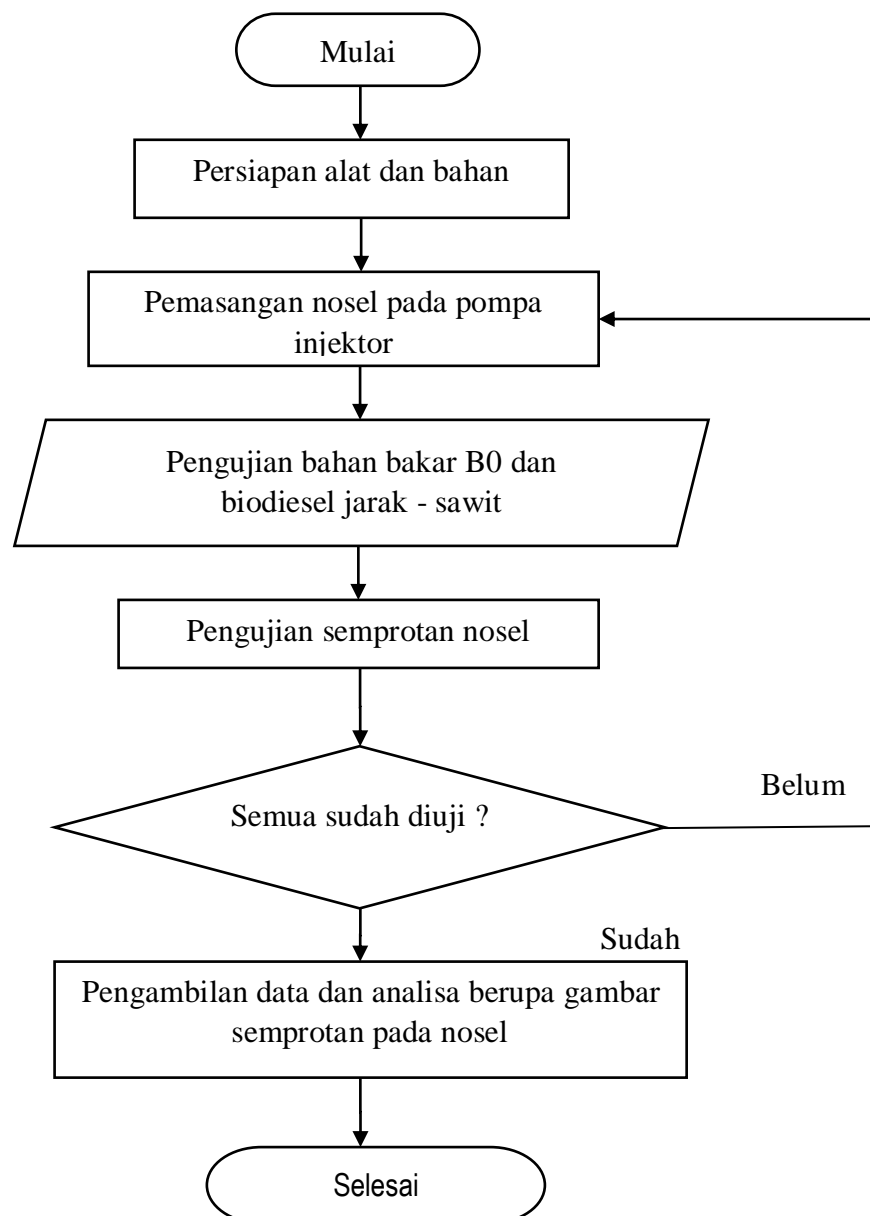 Mulai
Persiapan alat dan bahan
Pemasangan nosel pada pompa
injektor
Pengujian bahan bakar B0 dan
biodiesel jarak - sawit
Pengujian semprotan nosel
Semua sudah diuji ?
Belum
Sudah
Pengambilan data dan analisa berupa gambar
semprotan pada nosel
Selesai